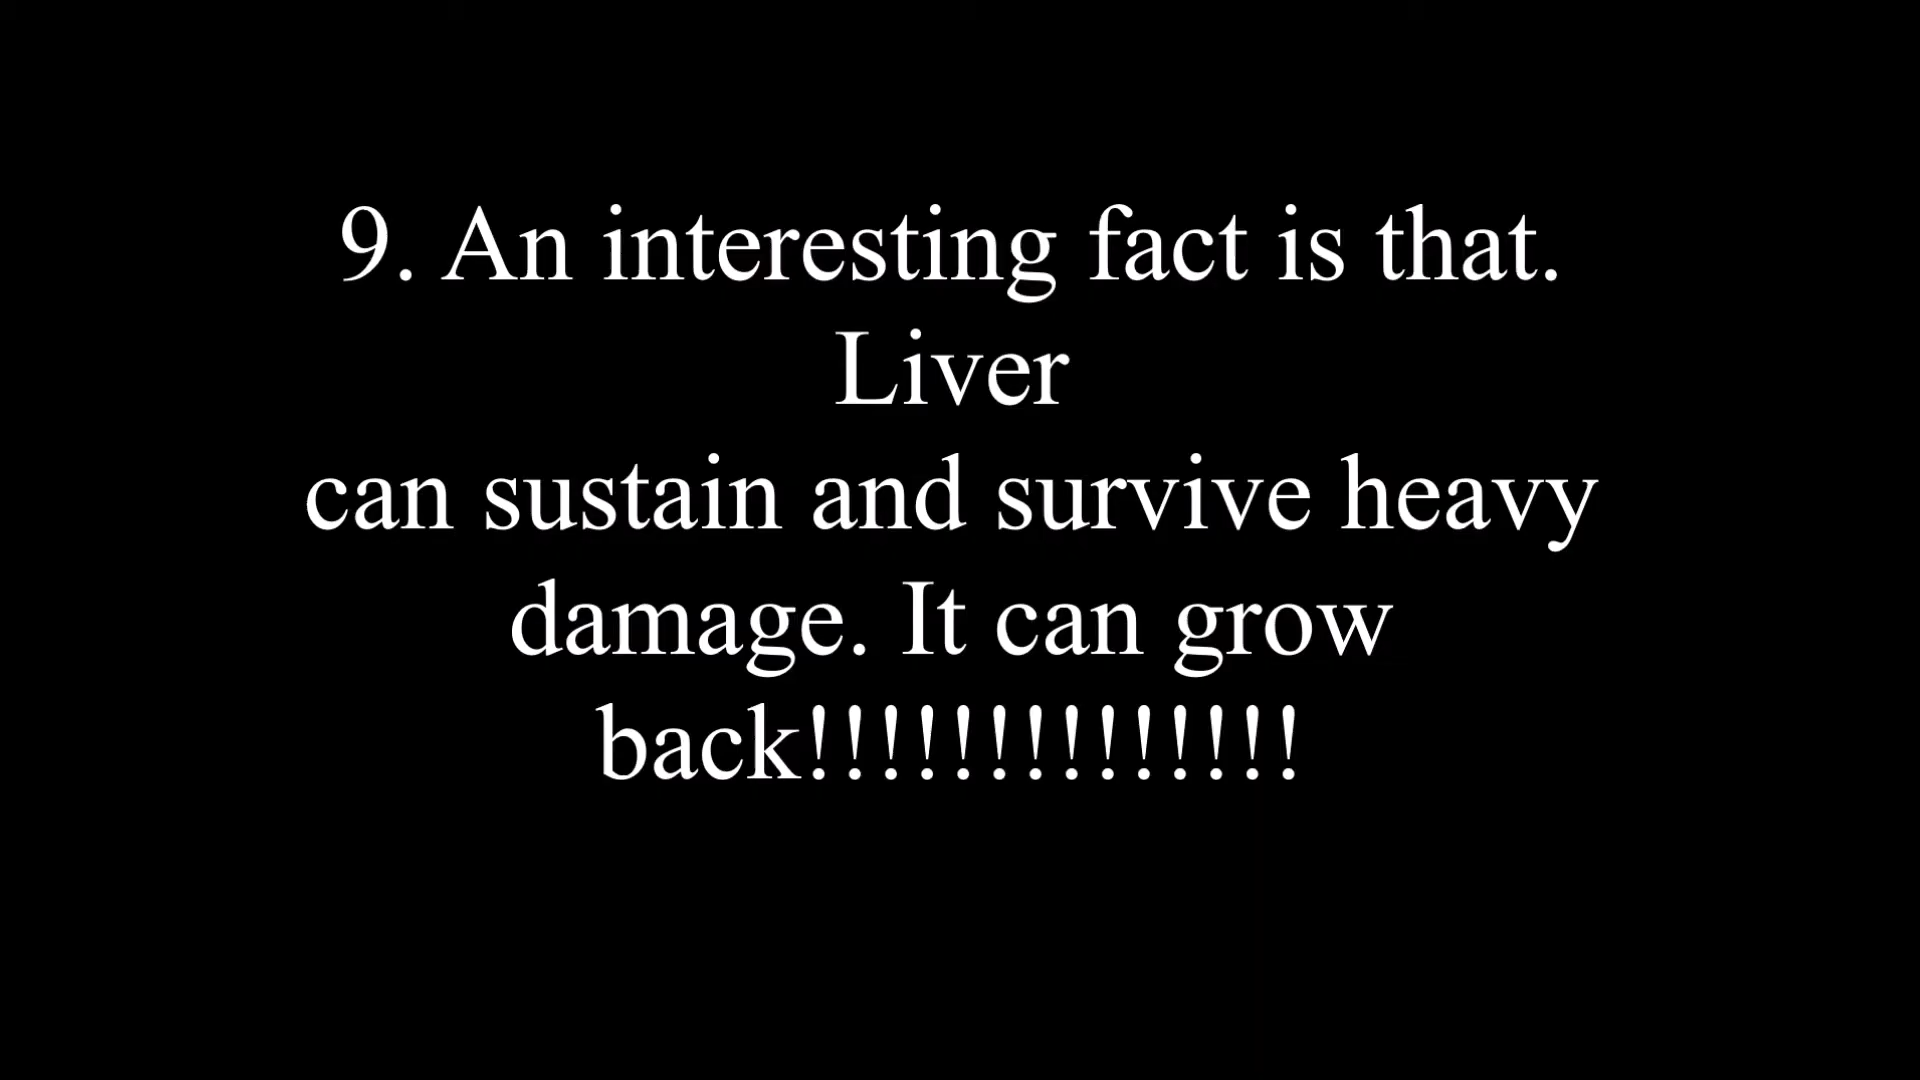 9. An interesting fact is that.
Liver
can sustain and survive heavy
damage. It can grow
back!!!!!!!!!!!!!!